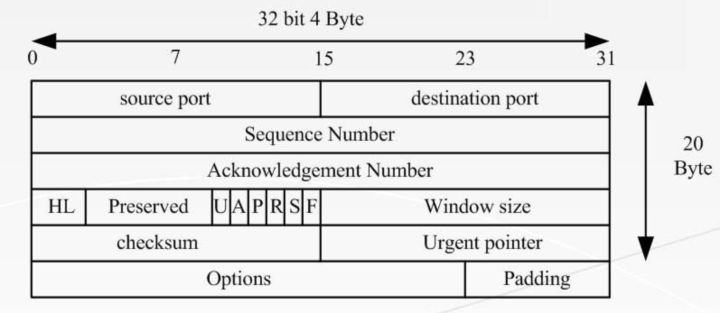 32 bit 4 Byte
0 7 15 23 31
source port destination port
Sequence Number
20
Byte
Acknowledgement Number
HL Preserved U A P R S F Window size
checksum Urgent pointer
Options Padding